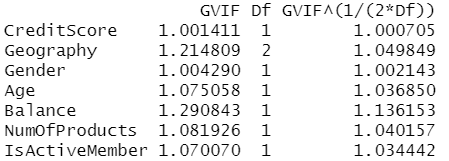 GVIF Df GVIF^(1/(2*Df))
CreditScore 1.001411 1 1.000705
Geography 1.214809 2 1.049849
Gender 1.004290 1 1.002143
Age 1.075058 1 1.036850
Balance 1.290843 1 1.136153
NumOfProducts 1.081926 1 1.040157
IsActiveMember 1.070070 1 1.034442